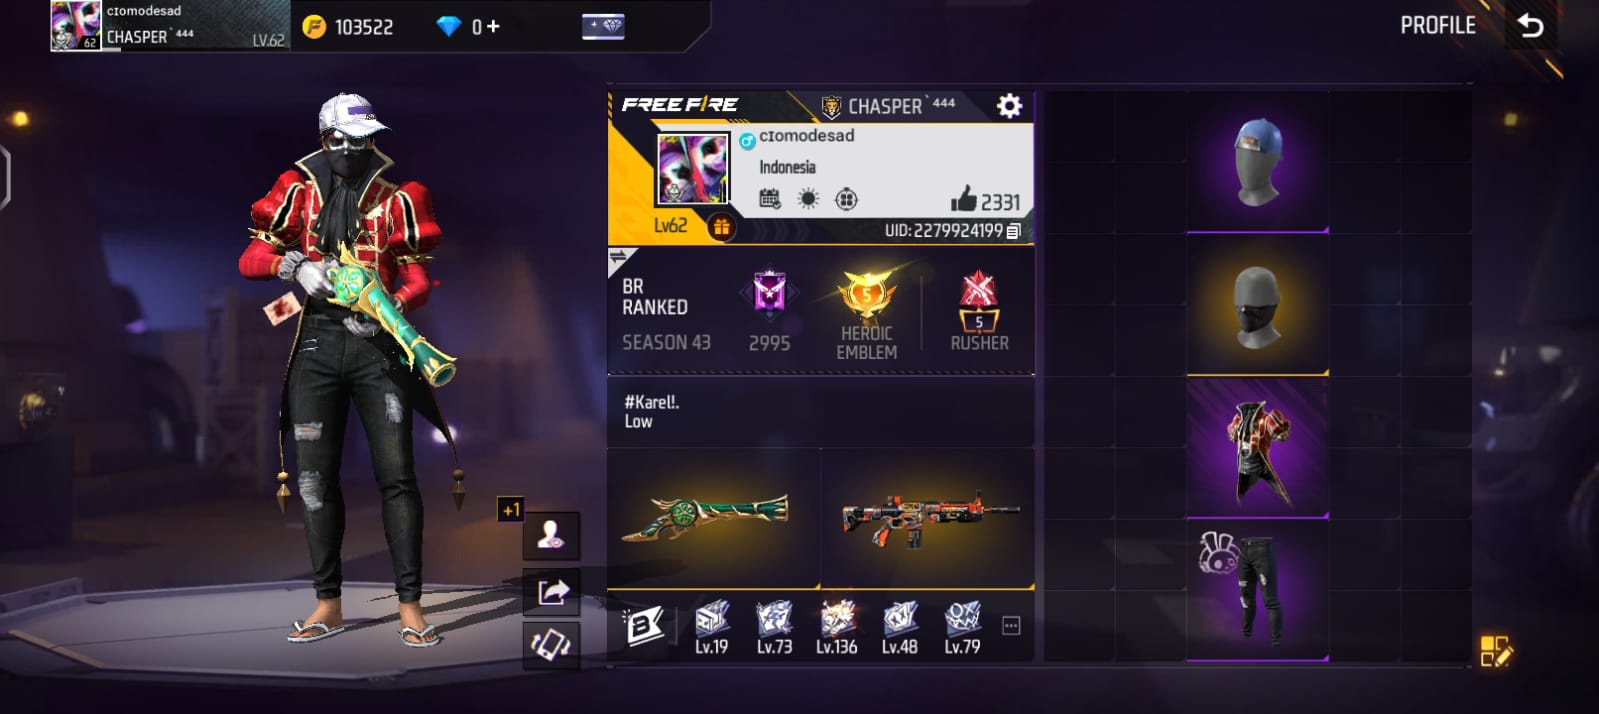 cɪomodesad
CHASPER` 444
62
LV.62
103522
0 +
PROFILE
FREE FIRE
CHASPER` 444
cɪomodesad
Indonesia
2331
Lv62
UID: 2279924199
BR
RANKED
SEASON 43
2995
5
HEROIC
EMBLEM
5
RUSHER
#Karel!.
Low
+1
B
Lv.19
Lv.73
Lv.136
Lv.48
Lv.79